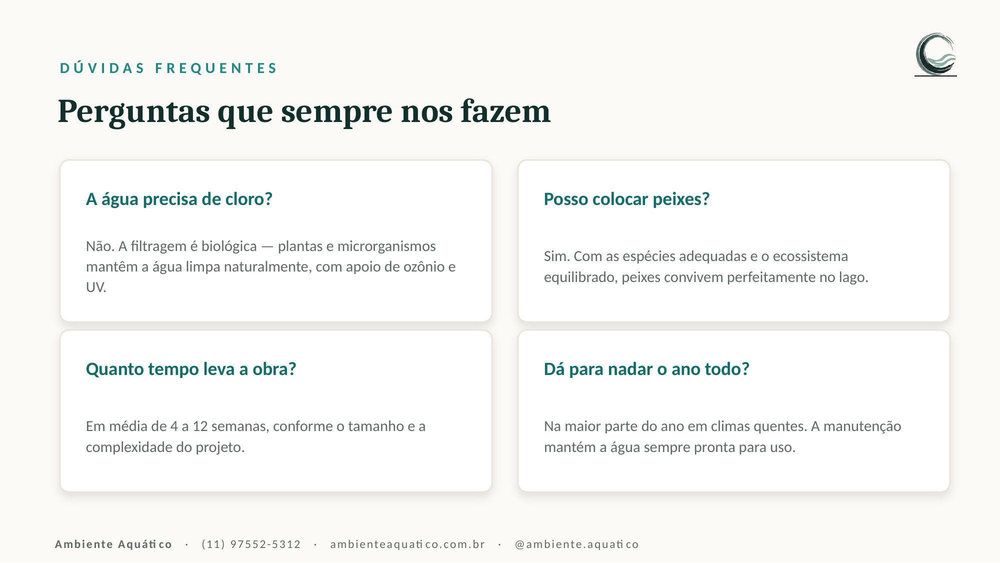 DÚVIDAS FREQUENTES
Perguntas que sempre nos fazem
A água precisa de cloro?
Não. A filtragem é biológica — plantas e microrganismos
mantêm a água limpa naturalmente, com apoio de ozônio e
UV.
Posso colocar peixes?
Sim. Com as espécies adequadas e o ecossistema
equilibrado, peixes convivem perfeitamente no lago.
Quanto tempo leva a obra?
Em média de 4 a 12 semanas, conforme o tamanho e a
complexidade do projeto.
Dá para nadar o ano todo?
Na maior parte do ano em climas quentes. A manutenção
mantém a água sempre pronta para uso.
Ambiente Aquático · (11) 97552-5312 · ambienteaquatico.com.br · @ambiente.aquatico